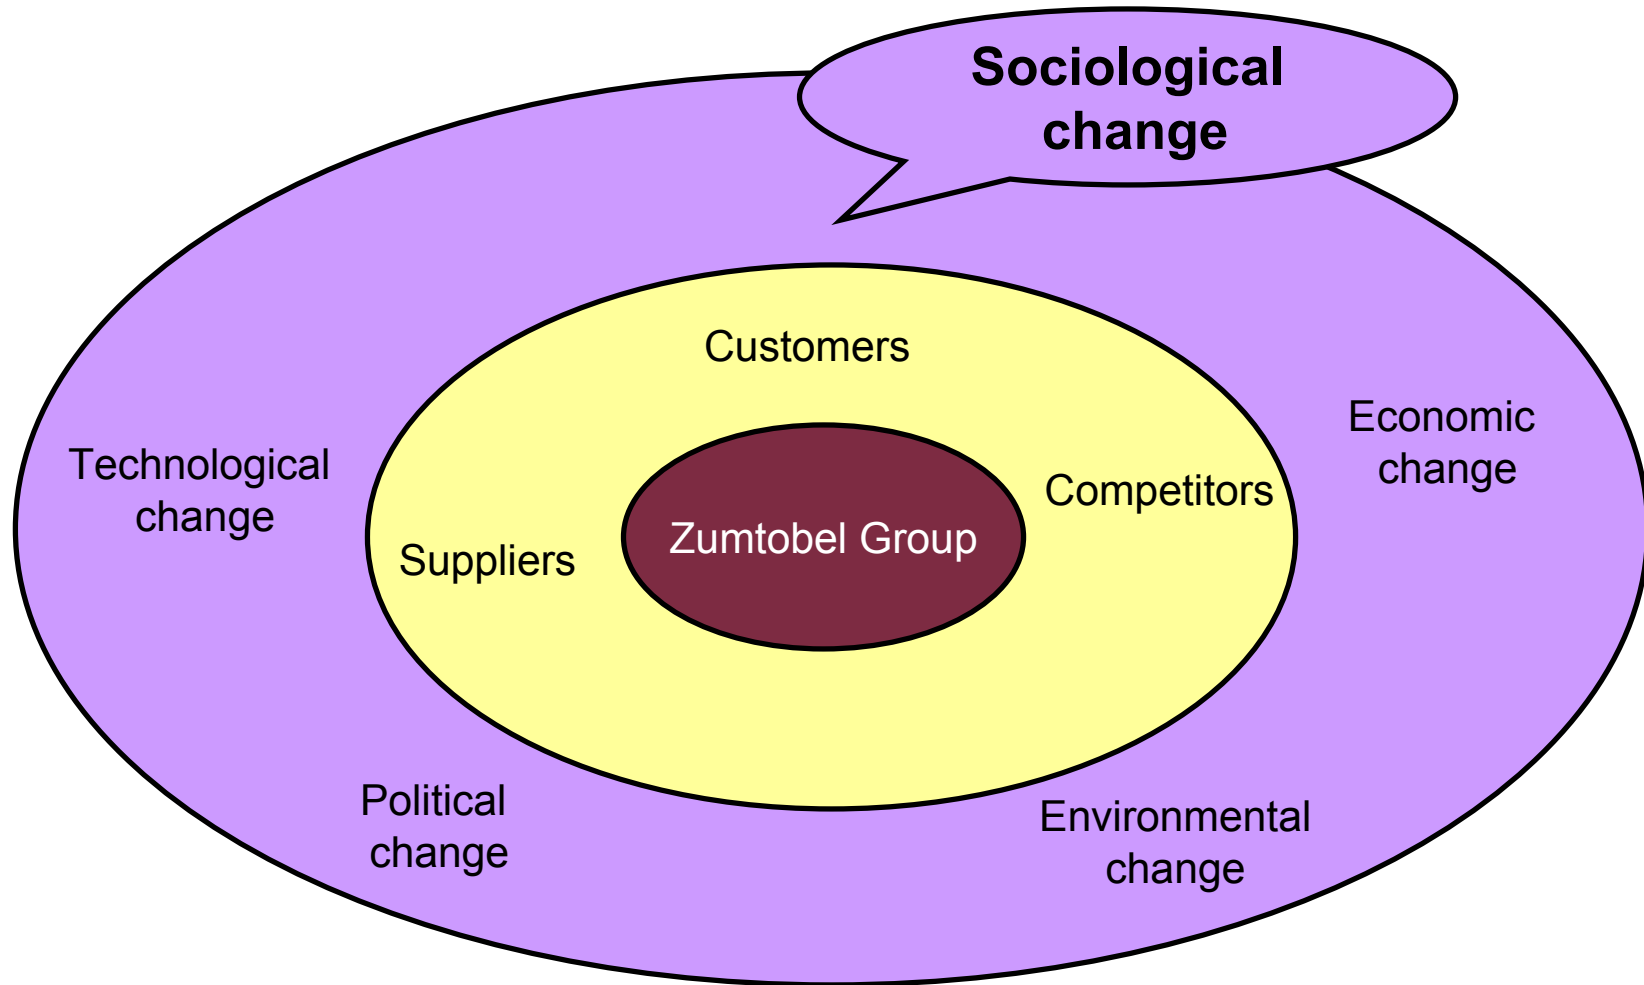 Sociological
change
Customers
Economic
change
Technological
change
Competitors
Zumtobel Group
Suppliers
Political
change
Environmental
change